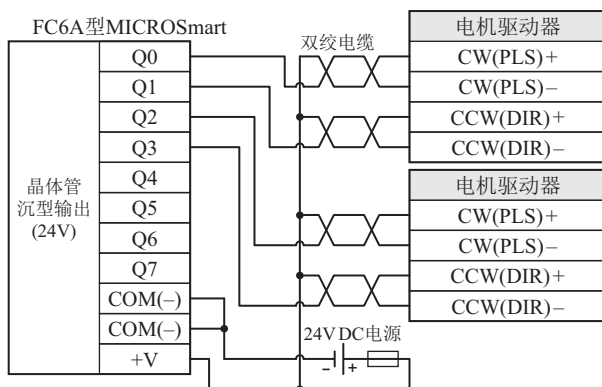 FC6A型MICROSmart
晶体管
沉型输出
(24V)
Q0
Q1
Q2
Q3
Q4
Q5
Q6
Q7
COM(−)
COM(−)
+V
双绞电缆
电机驱动器
CW(PLS)+
CW(PLS)−
CCW(DIR)+
CCW(DIR)−
电机驱动器
CW(PLS)+
CW(PLS)−
CCW(DIR)+
CCW(DIR)−
24V DC电源
− +